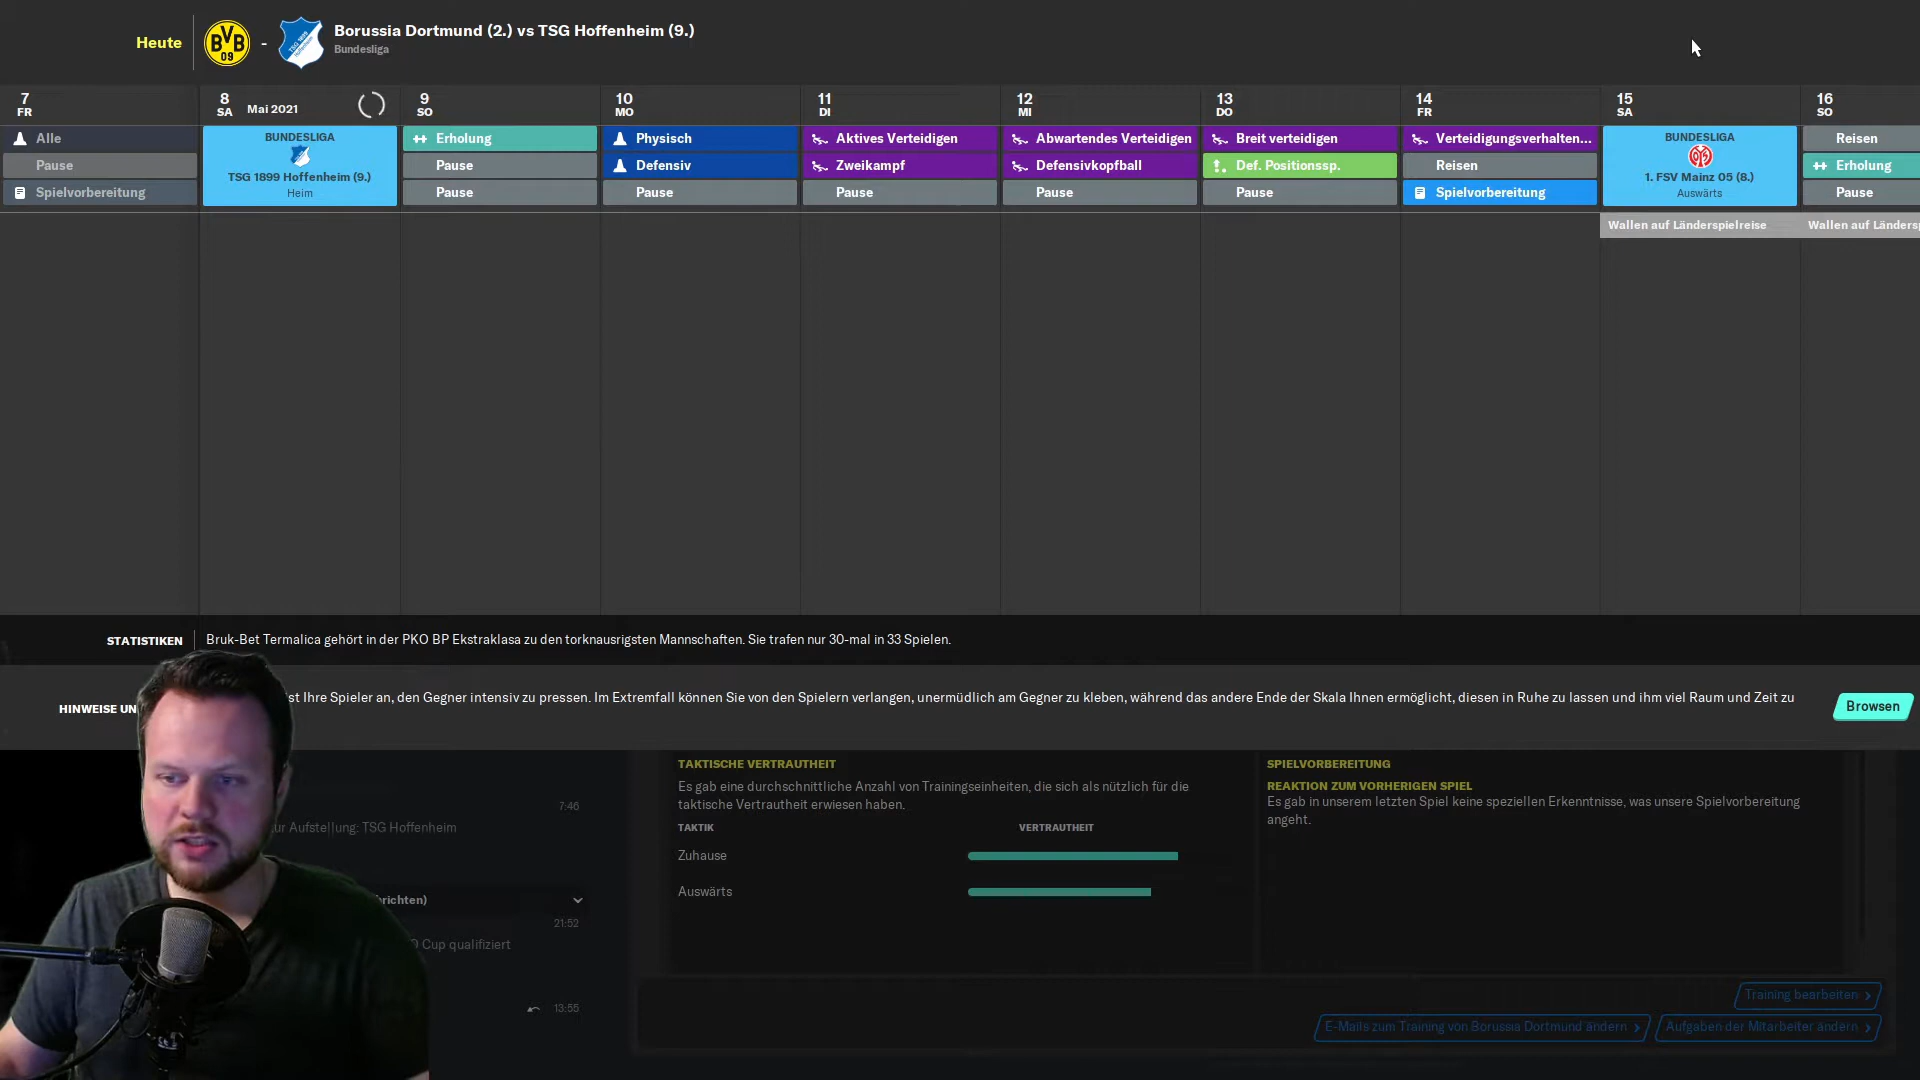 Heute
BVB
09
-
TSG 1899
Borussia Dortmund (2.) vs TSG Hoffenheim (9.)
Bundesliga
7
FR
8
SA
Mai 2021
9
SO
10
MO
11
DI
12
MI
13
DO
14
FR
15
SA
16
SO
Alle
Pause
Spielvorbereitung
BUNDESLIGA
TSG 1899 Hoffenheim (9.)
Heim
Erholung
Pause
Pause
Physisch
Defensiv
Pause
Aktives Verteidigen
Zweikampf
Pause
Abwartendes Verteidigen
Defensivkopfball
Pause
Breit verteidigen
Def. Positionssp.
Pause
Verteidigungsverhalten...
Reisen
Spielvorbereitung
BUNDESLIGA
1. FSV Mainz 05 (8.)
Auswärts
Reisen
Erholung
Pause
Wallen auf Länderspielreise
Wallen auf Ländersp
STATISTIKEN
Bruk-Bet Termalica gehört in der PKO BP Ekstraklasa zu den torknausrigsten Mannschaften. Sie trafen nur 30-mal in 33 Spielen.
HINWEISE UN
st Ihre Spieler an, den Gegner intensiv zu pressen. Im Extremfall können Sie von den Spielern verlangen, unermüdlich am Gegner zu kleben, während das andere Ende der Skala Ihnen ermöglicht, diesen in Ruhe zu lassen und ihm viel Raum und Zeit zu
Browsen
7:46
ur Aufstellung: TSG Hoffenheim
richten)
21:52
Cup qualifiziert
13:55
TAKTISCHE VERTRAUTHEIT
Es gab eine durchschnittliche Anzahl von Trainingseinheiten, die sich als nützlich für die
taktische Vertrautheit erwiesen haben.
TAKTIK
VERTRAUTHEIT
Zuhause
Auswärts
SPIELVORBEREITUNG
REAKTION ZUM VORHERIGEN SPIEL
Es gab in unserem letzten Spiel keine speziellen Erkenntnisse, was unsere Spielvorbereitung
angeht.
Training bearbeiten
E-Mails zum Training von Borussia Dortmund ändern
Aufgaben der Mitarbeiter ändern